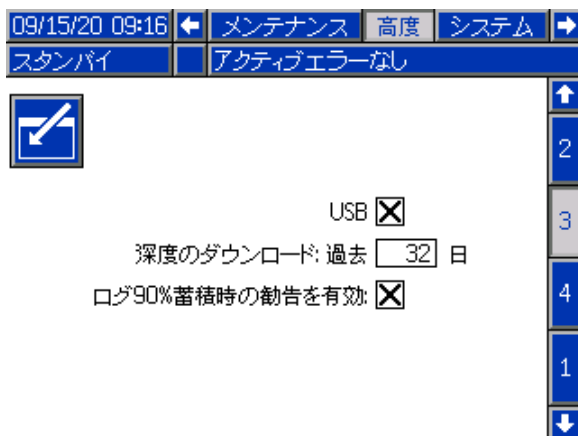 09/15/20 09:16 メンテナンス 高度 システム
スタンバイ アクティブエラーなし
2
USB
3
深度のダウンロード: 過去 32 日
ログ90%蓄積時の勧告を有効:
4
1